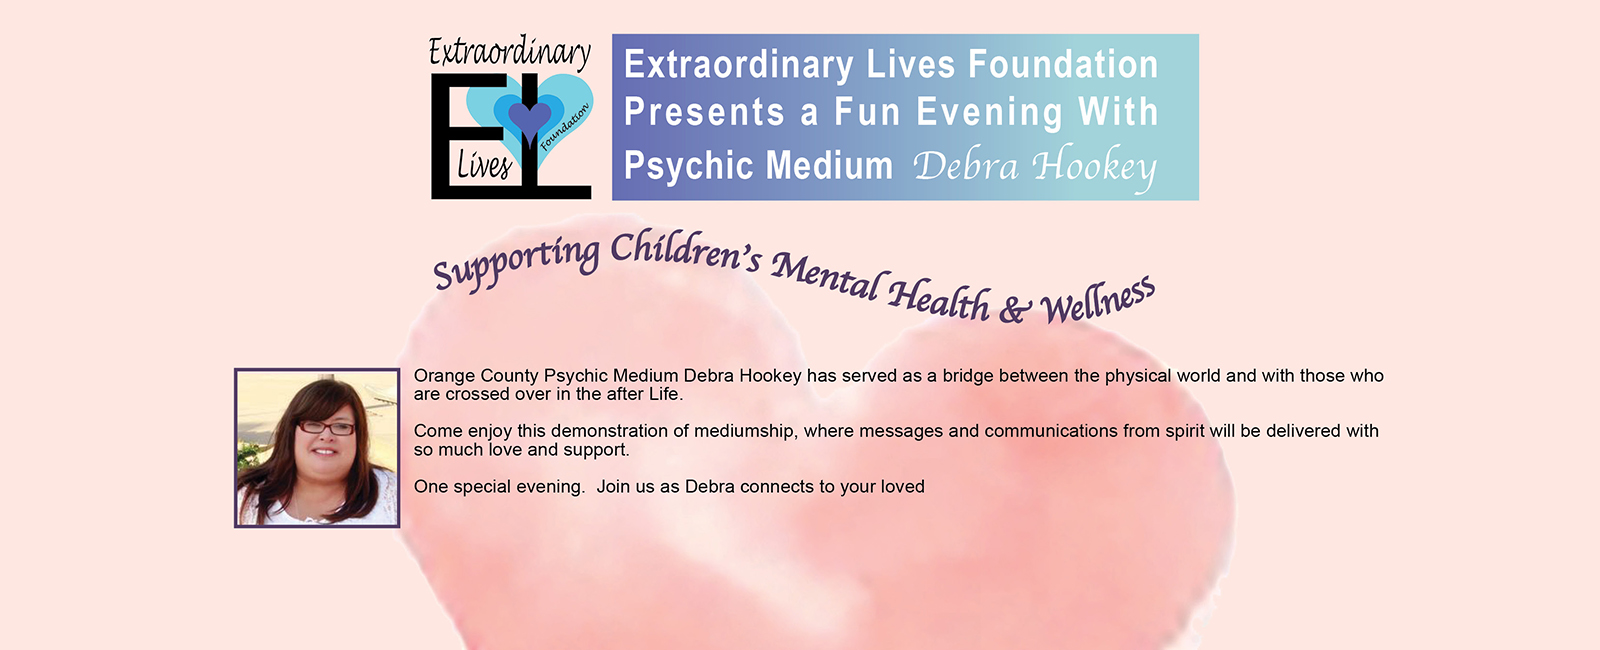 Extraordinary
EL
Foundation
Lives
Extraordinary Lives Foundation
Presents a Fun Evening With
Psychic Medium Debra Hookey
Supporting Children's Mental Health & Wellness
Orange County Psychic Medium Debra Hookey has served as a bridge between the physical world and with those who
are crossed over in the after Life.
Come enjoy this demonstration of mediumship, where messages and communications from spirit will be delivered with
so much love and support.
One special evening.  Join us as Debra connects to your loved